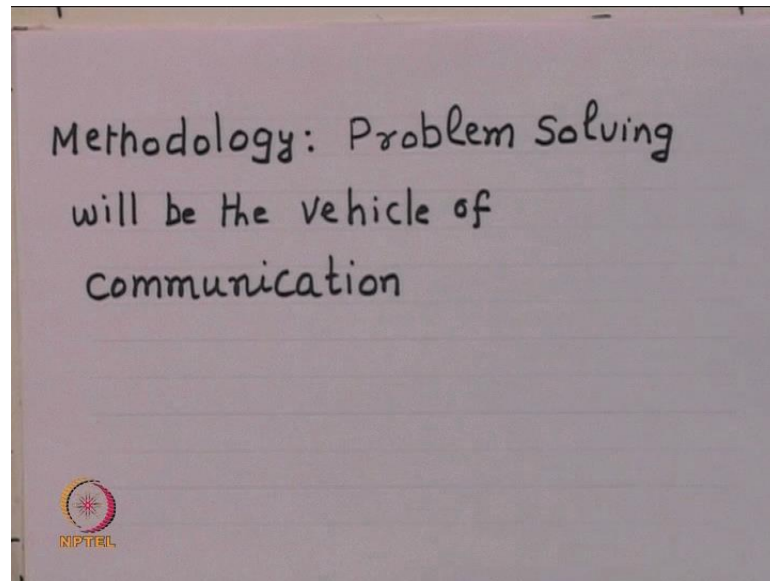 Methodology: Problem Solving
will be the vehicle of
communication
NPTEL